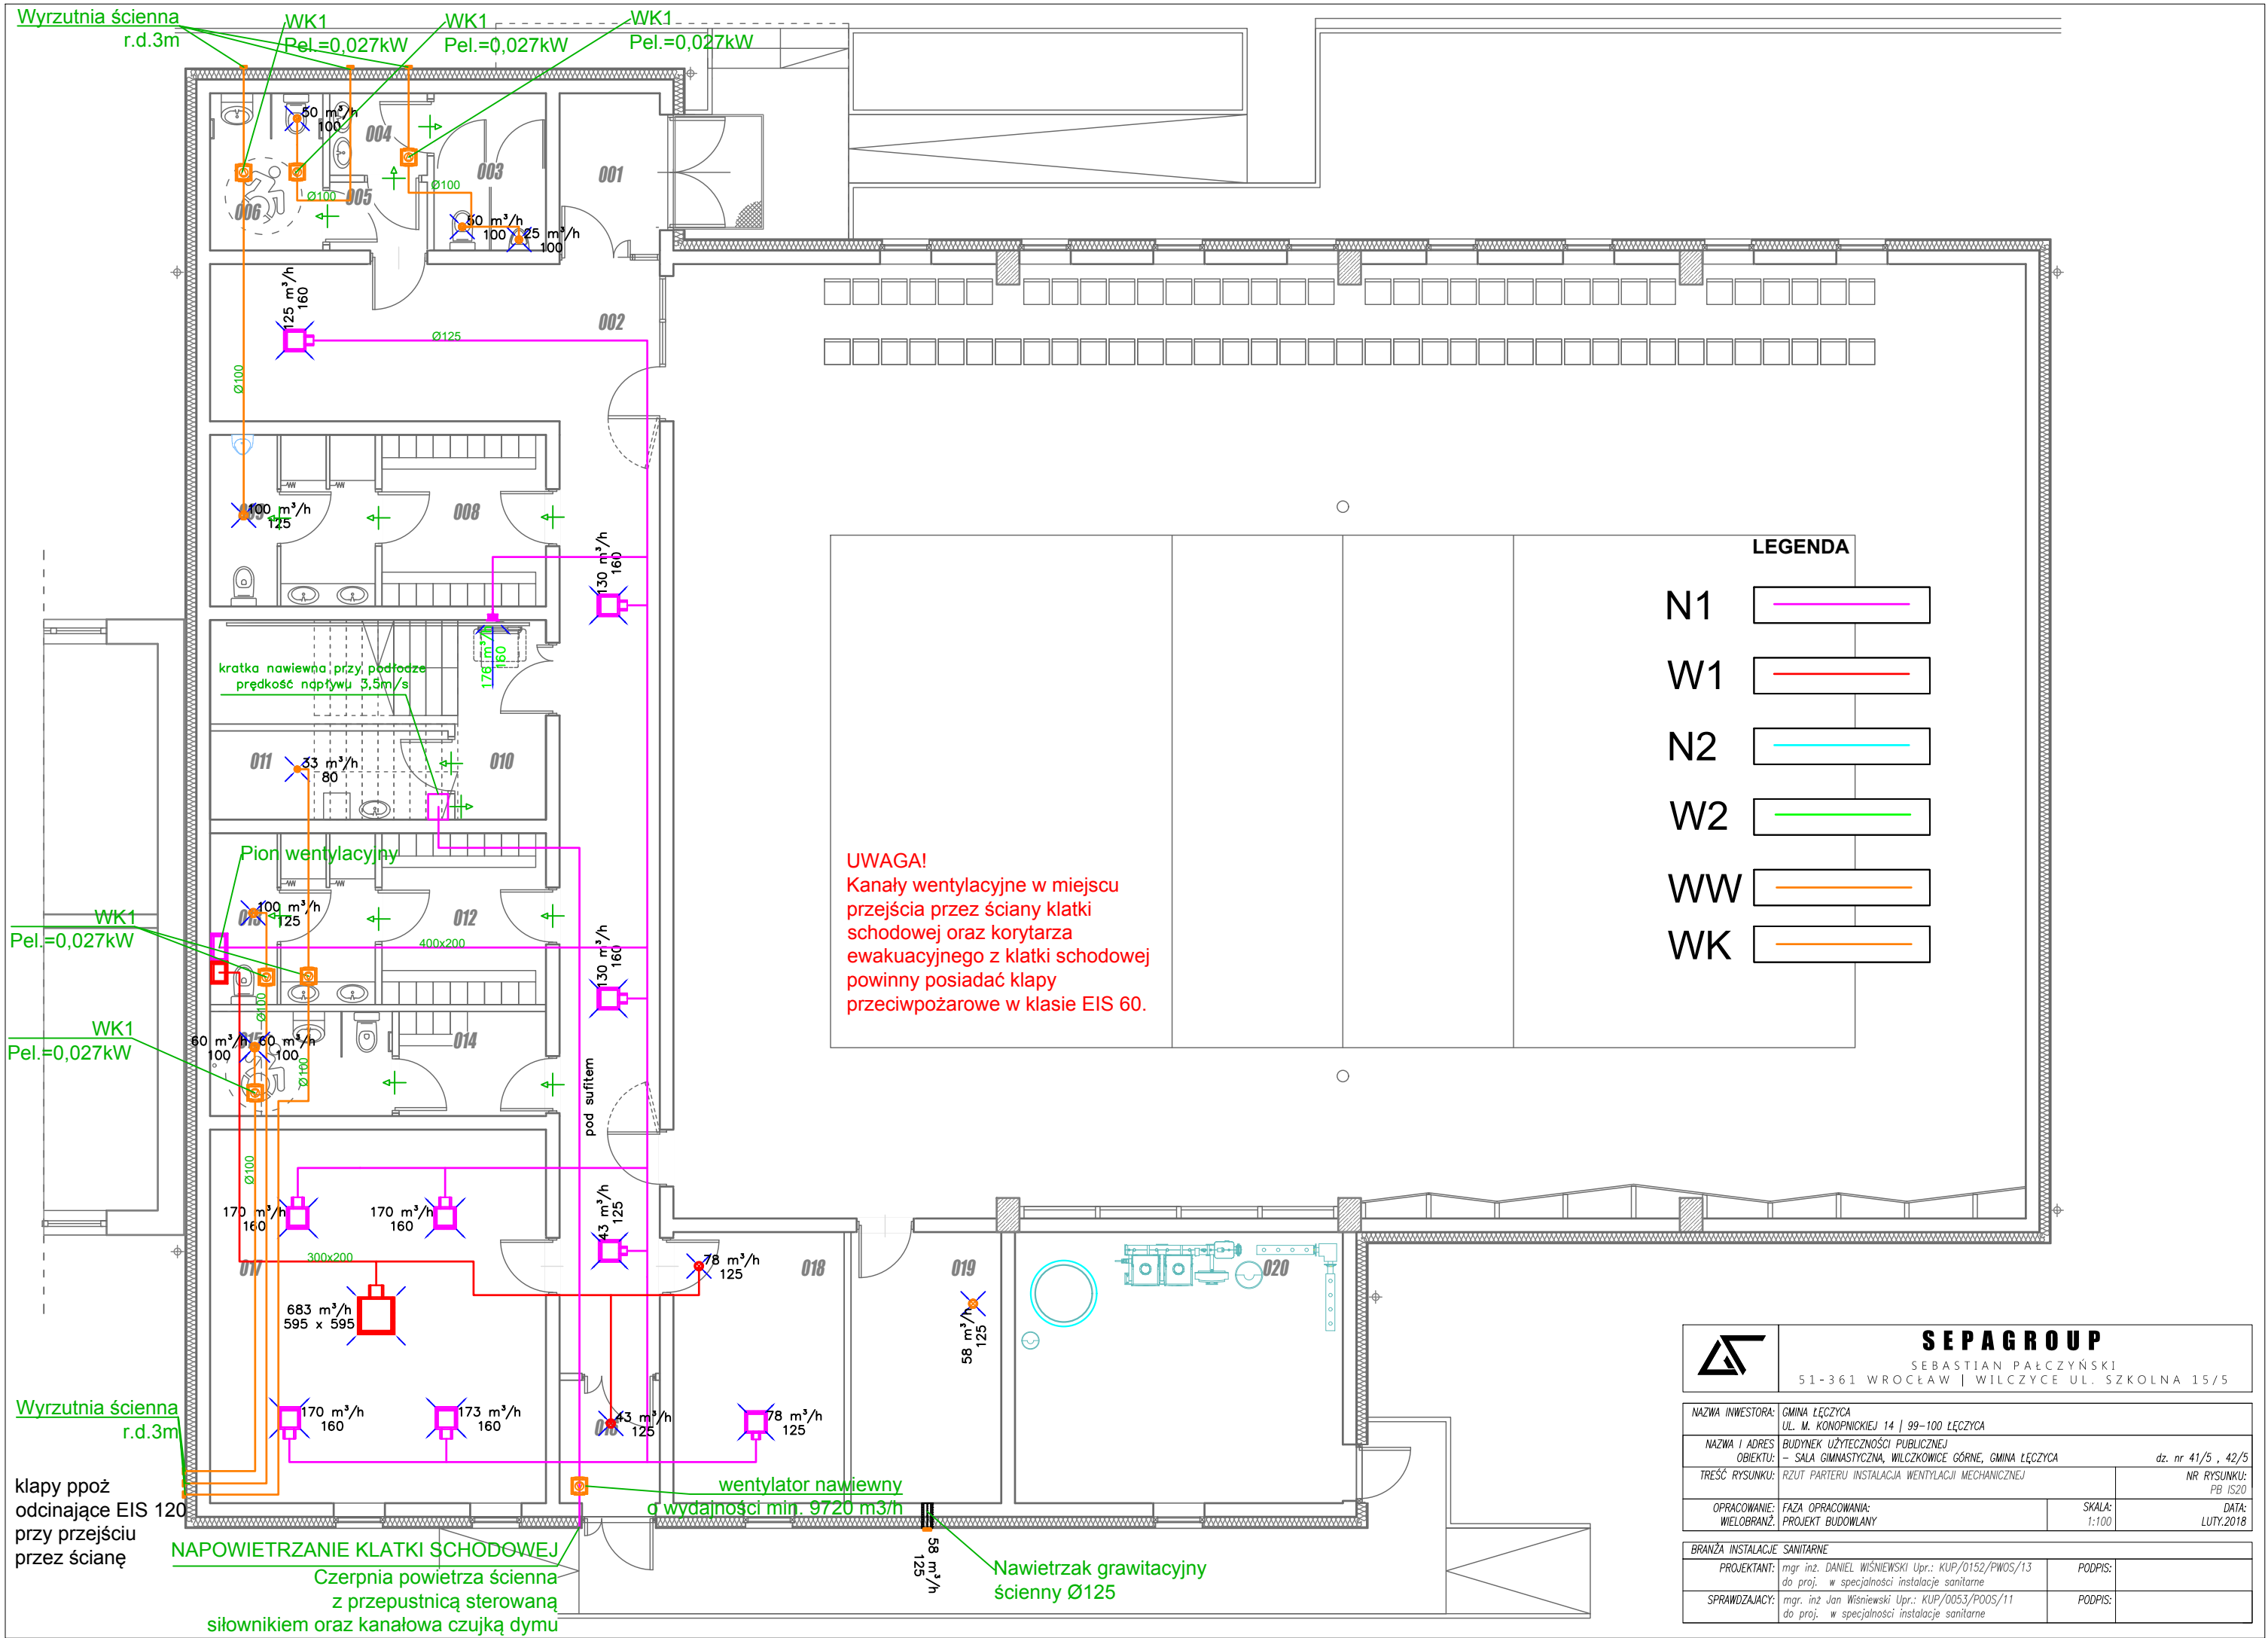 Wyrzutnia ścienna
r.d.3m
WK1
Pel.=0,027kW
WK1
Pel.=0,027kW
WK1
Pel.=0,027kW
50 m³/h
100
004
003
001
Ø100
005
Ø100
006
50 m³/h
100
25 m³/h
100
125 m³/h
160
002
Ø125
Ø100
100 m³/h
125
008
130 m³/h
160
176 m³/h
160
kratka nawiewna przy podłodze
prędkość napływu 3,5m/s
011
33 m³/h
80
010
Pion wentylacyjny
100 m³/h
125
012
WK1
Pel.=0,027kW
400x200
130 m³/h
160
Ø100
WK1
Pel.=0,027kW
60 m³/h
100
60 m³/h
100
014
Ø100
pod sufitem
Ø100
170 m³/h
160
170 m³/h
160
43 m³/h
125
300x200
017
78 m³/h
125
018
019
020
683 m³/h
595 x 595
58 m³/h
125
170 m³/h
160
173 m³/h
160
43 m³/h
125
78 m³/h
125
Wyrzutnia ścienna
r.d.3m
klapy ppoż
odcinające EIS 120
przy przejściu
przez ścianę
wentylator nawiewny
o wydajności min. 9720 m3/h
NAPOWIETRZANIE KLATKI SCHODOWEJ
Czerpnia powietrza ścienna
z przepustnicą sterowaną
siłownikiem oraz kanałowa czujką dymu
58 m³/h
125
Nawietrzak grawitacyjny
ścienny Ø125
UWAGA!
Kanały wentylacyjne w miejscu
przejścia przez ściany klatki
schodowej oraz korytarza
ewakuacyjnego z klatki schodowej
powinny posiadać klapy
przeciwpożarowe w klasie EIS 60.
LEGENDA
N1
W1
N2
W2
WW
WK
SEPAGROUP
SEBASTIAN PAŁCZYŃSKI
51-361 WROCŁAW | WILCZYCE UL. SZKOLNA 15/5
NAZWA INWESTORA: GMINA ŁĘCZYCA
UL. M. KONOPNICKIEJ 14 | 99-100 ŁĘCZYCA
NAZWA I ADRES OBIEKTU: BUDYNEK UŻYTECZNOŚCI PUBLICZNEJ
- SALA GIMNASTYCZNA, WILCZKOWICE GÓRNE, GMINA ŁĘCZYCA dz. nr 41/5 , 42/5
TREŚĆ RYSUNKU: RZUT PARTERU INSTALACJA WENTYLACJI MECHANICZNEJ NR RYSUNKU:
PB IS20
OPRACOWANIE: FAZA OPRACOWANIA: SKALA: DATA:
WIELOBRANŻ. PROJEKT BUDOWLANY 1:100 LUTY.2018
BRANŻA INSTALACJE SANITARNE
PROJEKTANT: mgr inż. DANIEL WIŚNIEWSKI Upr.: KUP/0152/PWOS/13 PODPIS:
do proj. w specjalności instalacje sanitarne
SPRAWDZAJĄCY: mgr. inż Jan Wiśniewski Upr.: KUP/0053/POOS/11 PODPIS:
do proj. w specjalności instalacje sanitarne